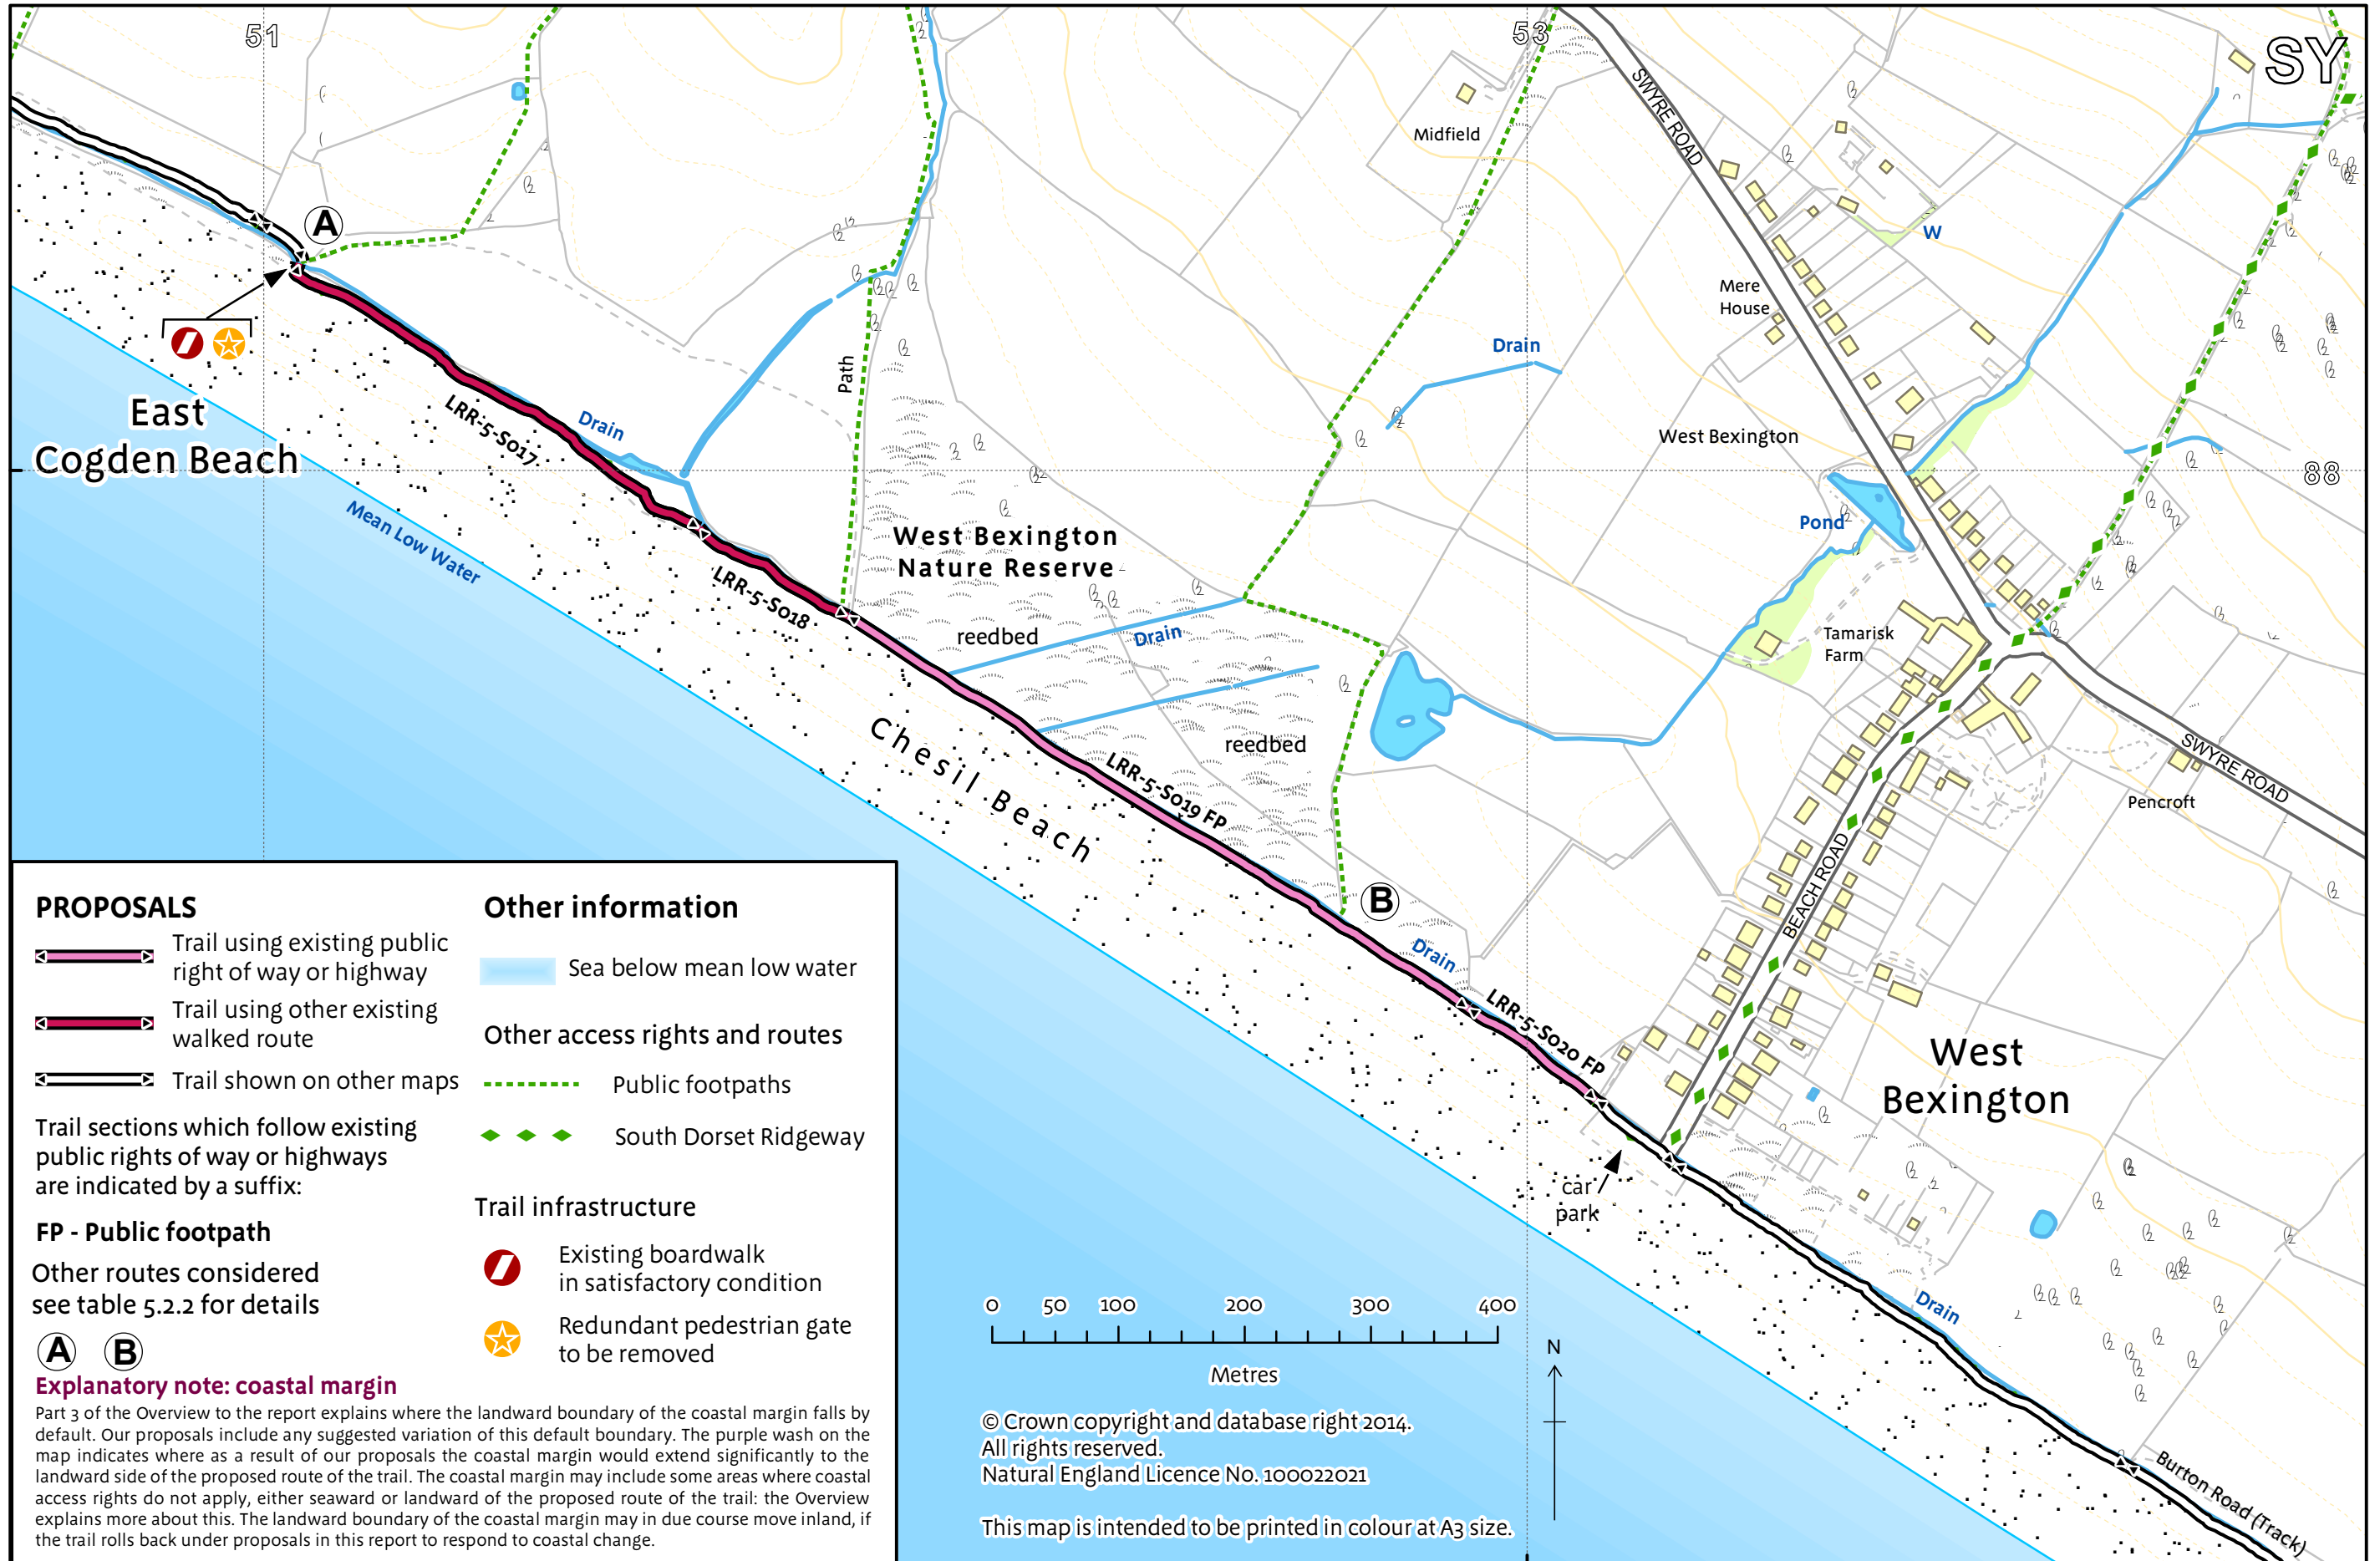 51
53
SY
SWYRE ROAD
Midfield
A
W
Mere
House
Path
Drain
East
Cogden Beach
LRR-5-S017
Drain
West Bexington
88
Mean Low Water
West Bexington
Nature Reserve
Pond
LRR-5-S018
reedbed
Drain
Tamarisk
Farm
Chesil Beach
reedbed
LRR-5-S019 FP
SWYRE ROAD
Pencroft
BEACH ROAD
B
Drain
LRR-5-S020 FP
West
Bexington
car
park
Drain
Burton Road (Track)
PROPOSALS
Trail using existing public
right of way or highway
Trail using other existing
walked route
Trail shown on other maps
Trail sections which follow existing
public rights of way or highways
are indicated by a suffix:
FP - Public footpath
Other routes considered
see table 5.2.2 for details
A B
Other information
Sea below mean low water
Other access rights and routes
Public footpaths
South Dorset Ridgeway
Trail infrastructure
Existing boardwalk
in satisfactory condition
Redundant pedestrian gate
to be removed
Explanatory note: coastal margin
Part 3 of the Overview to the report explains where the landward boundary of the coastal margin falls by
default. Our proposals include any suggested variation of this default boundary. The purple wash on the
map indicates where as a result of our proposals the coastal margin would extend significantly to the
landward side of the proposed route of the trail. The coastal margin may include some areas where coastal
access rights do not apply, either seaward or landward of the proposed route of the trail: the Overview
explains more about this. The landward boundary of the coastal margin may in due course move inland, if
the trail rolls back under proposals in this report to respond to coastal change.
0 50 100 200 300 400
Metres
N
© Crown copyright and database right 2014.
All rights reserved.
Natural England Licence No. 100022021
This map is intended to be printed in colour at A3 size.